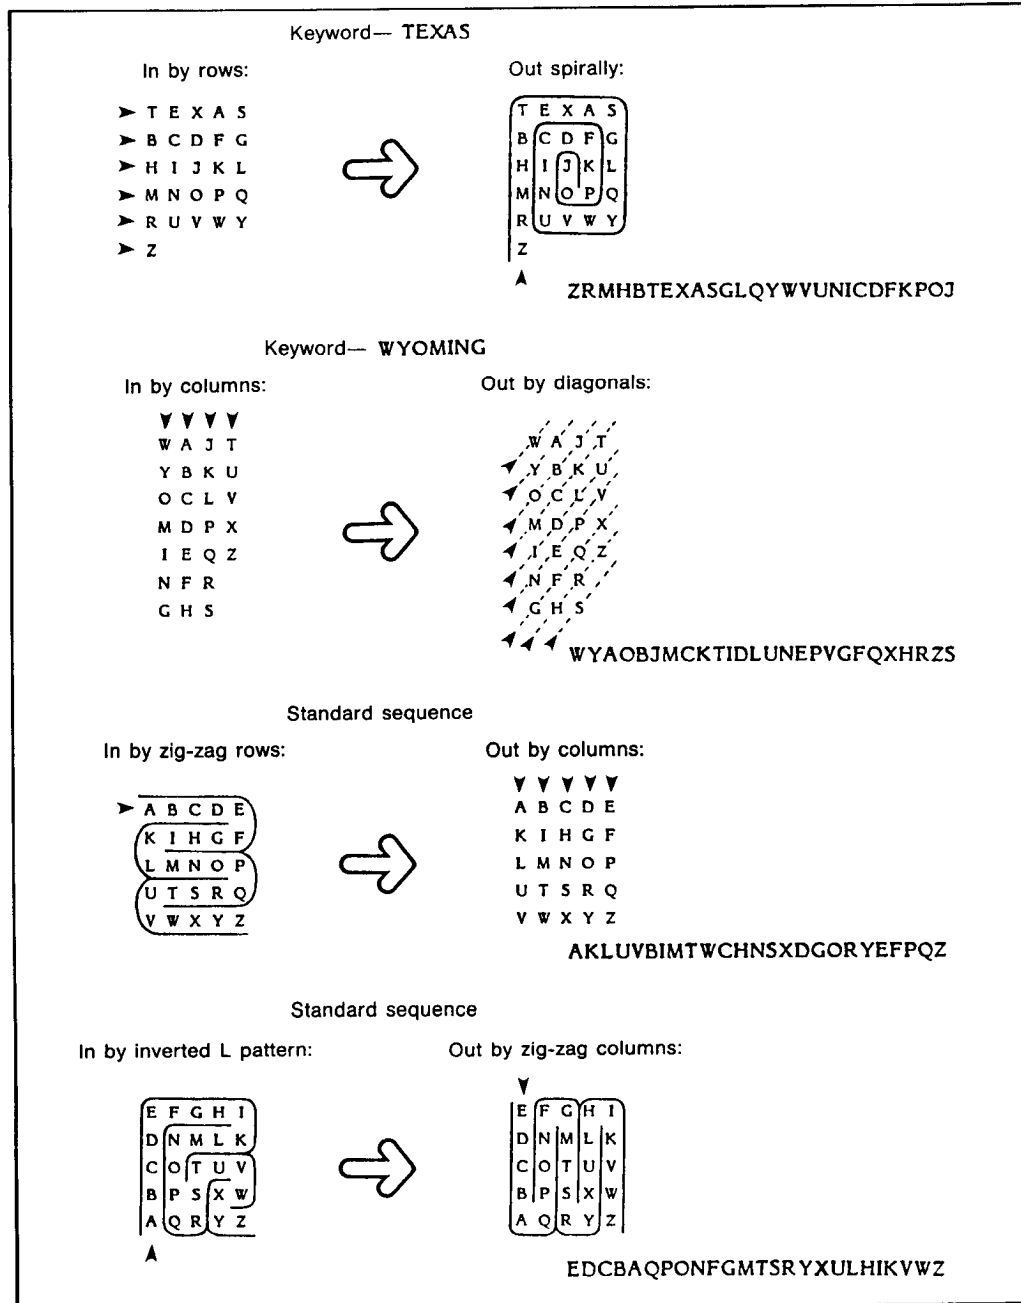 Keyword— TEXAS
In by rows:
T E X A S
B C D F G
H I J K L
M N O P Q
R U V W Y
Z
Out spirally:
T E X A S
B C D F G
H I J K L
M N O P Q
R U V W Y
Z
ZRMHBTEXASGLQYWVUNICDFKPOJ
Keyword— WYOMING
In by columns:
W A J T
Y B K U
O C L V
M D P X
I E Q Z
N F R
G H S
Out by diagonals:
W A J T
Y B K U
O C L V
M D P X
I E Q Z
N F R
G H S
WYAOBJMCKTIDLUNEPVGFQXHRZS
Standard sequence
In by zig-zag rows:
A B C D E
K I H G F
L M N O P
U T S R Q
V W X Y Z
Out by columns:
A B C D E
K I H G F
L M N O P
U T S R Q
V W X Y Z
AKLUVBIMTWCHNSXDGORYEFPQZ
Standard sequence
In by inverted L pattern:
E F G H I
D N M L K
C O T U V
B P S X W
A Q R Y Z
Out by zig-zag columns:
E F G H I
D N M L K
C O T U V
B P S X W
A Q R Y Z
EDCBAQPONFGMTSRYXULHIKVWZ